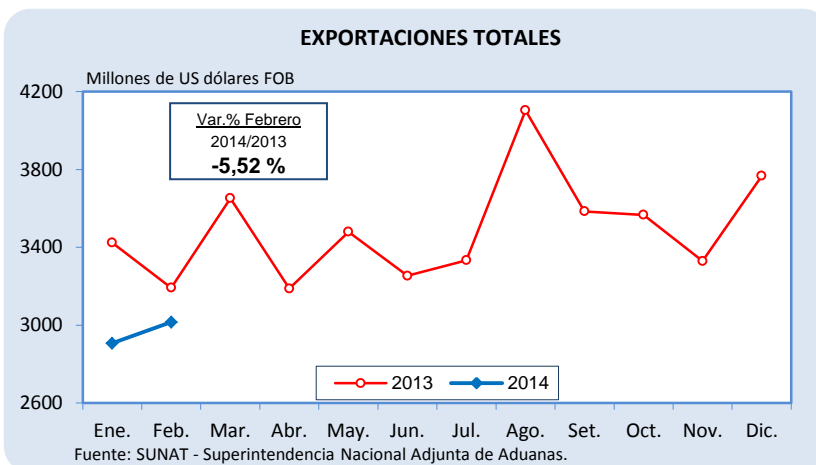 EXPORTACIONES TOTALES
Millones de US dólares FOB
4200
3800
3400
3000
2600
Var.% Febrero
2014/2013
-5,52 %
2013 2014
Ene. Feb. Mar. Abr. May. Jun. Jul. Ago. Set. Oct. Nov. Dic.
Fuente: SUNAT - Superintendencia Nacional Adjunta de Aduanas.